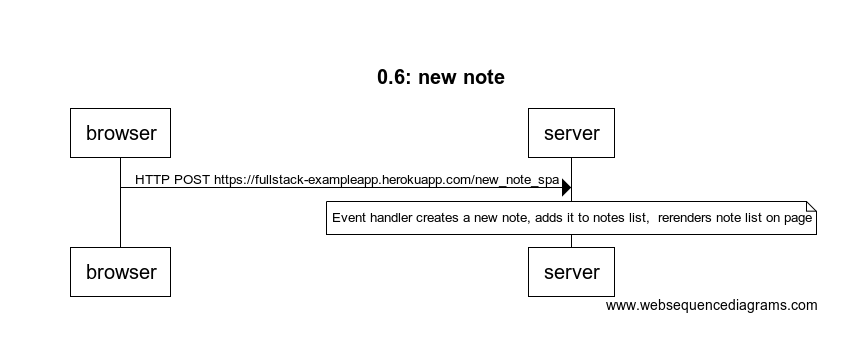 0.6: new note
browser
server
HTTP POST https://fullstack-exampleapp.herokuapp.com/new_note_spa
Event handler creates a new note, adds it to notes list,  rerenders note list on page
browser
server
www.websequencediagrams.com